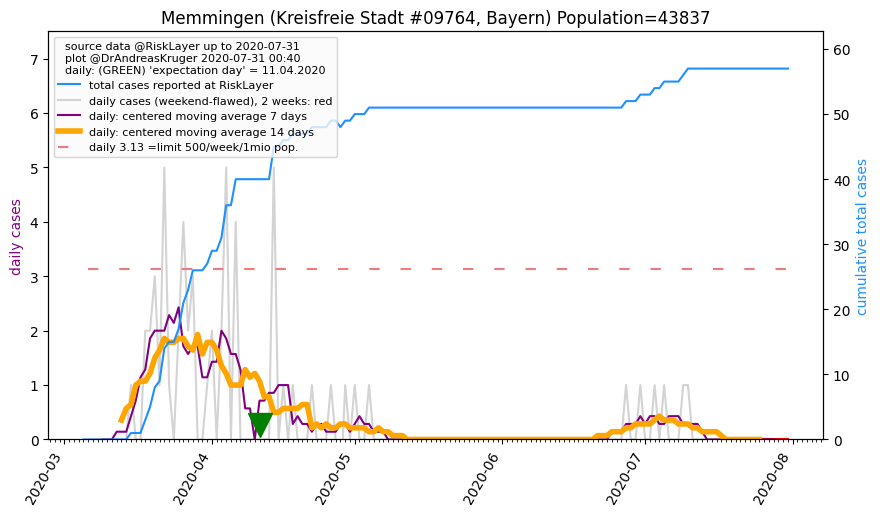 Memmingen (Kreisfreie Stadt #09764, Bayern) Population=43837
source data @RiskLayer up to 2020-07-31
plot @DrAndreasKruger 2020-07-31 00:40
daily: (GREEN) 'expectation day' = 11.04.2020
total cases reported at RiskLayer
daily cases (weekend-flawed), 2 weeks: red
daily: centered moving average 7 days
daily: centered moving average 14 days
daily 3.13 =limit 500/week/1mio pop.
daily cases
7
6
5
4
3
2
1
0
cumulative total cases
60
50
40
30
20
10
0
2020-03
2020-04
2020-05
2020-06
2020-07
2020-08